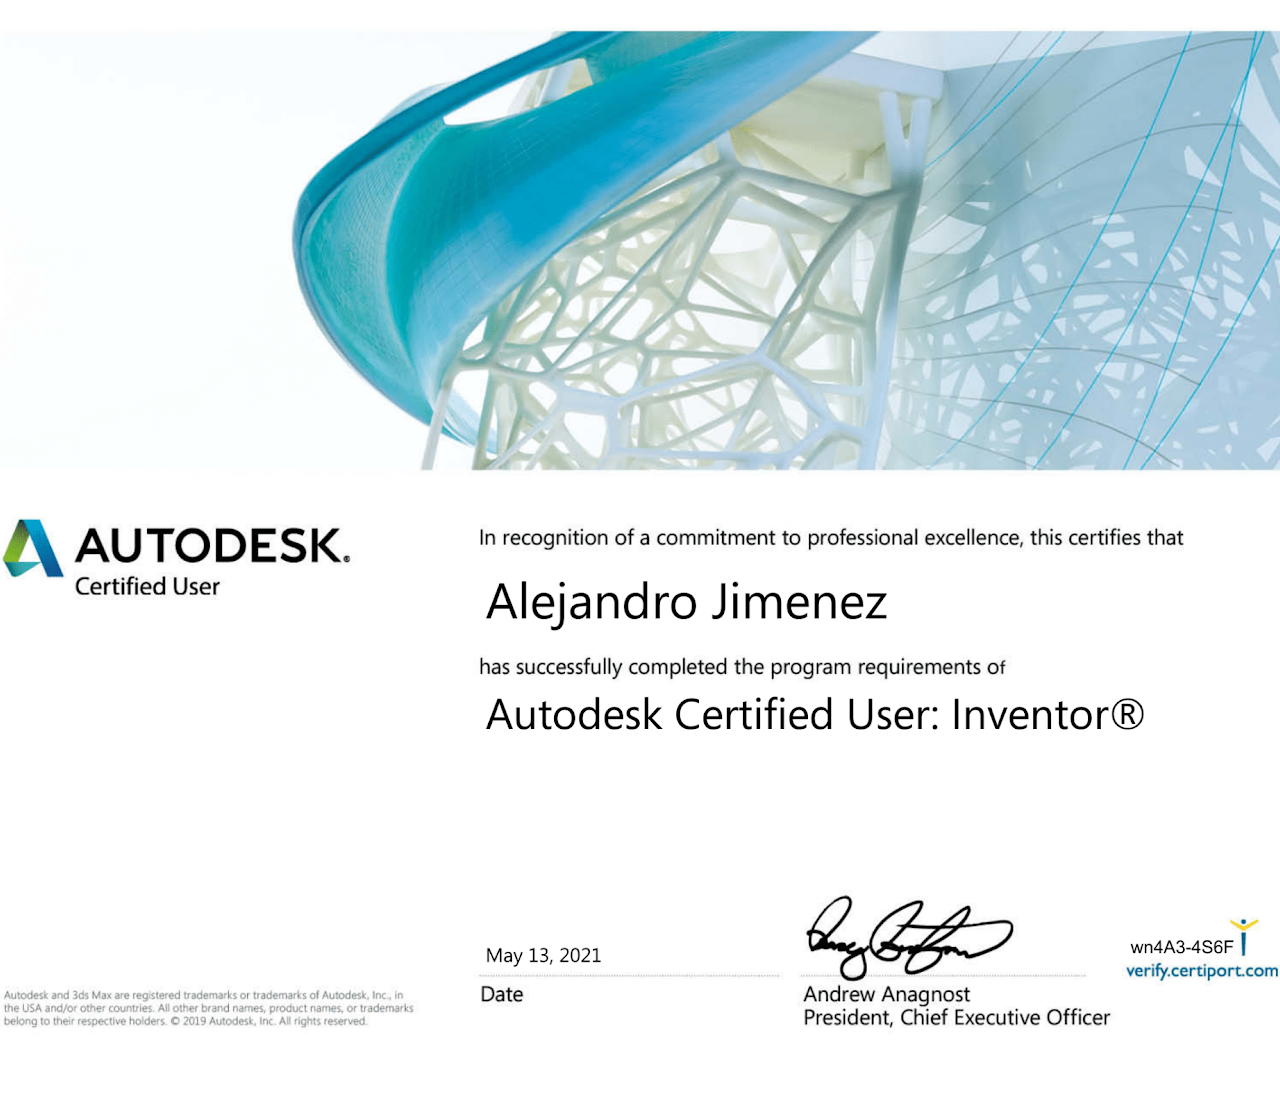 AUTODESK®
Certified User
In recognition of a commitment to professional excellence, this certifies that
Alejandro Jimenez
has successfully completed the program requirements of
Autodesk Certified User: Inventor®
May 13, 2021
Date
Andrew Anagnost
President, Chief Executive Officer
wn4A3-4S6F
verify.certiport.com
Autodesk and 3ds Max are registered trademarks or trademarks of Autodesk, Inc., in
the USA and/or other countries. All other brand names, product names, or trademarks
belong to their respective holders. © 2019 Autodesk, Inc. All rights reserved.